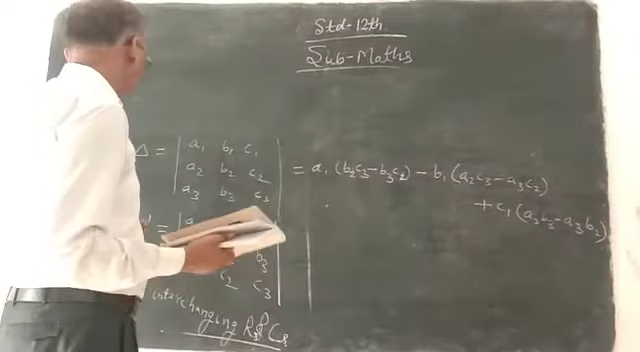 Std-12th
Sub-Maths
Δ = | a₁ b₁ c₁ |
| a₂ b₂ c₂ | = a₁ (b₂c₃ - b₃c₂) - b₁ (a₂c₃ - a₃c₂)
| a₃ b₃ c₃ |
+ c₁ (a₂b₃ - a₃b₂)
= | a
b₃
c₂ c₃ |
interchanging R & Cs